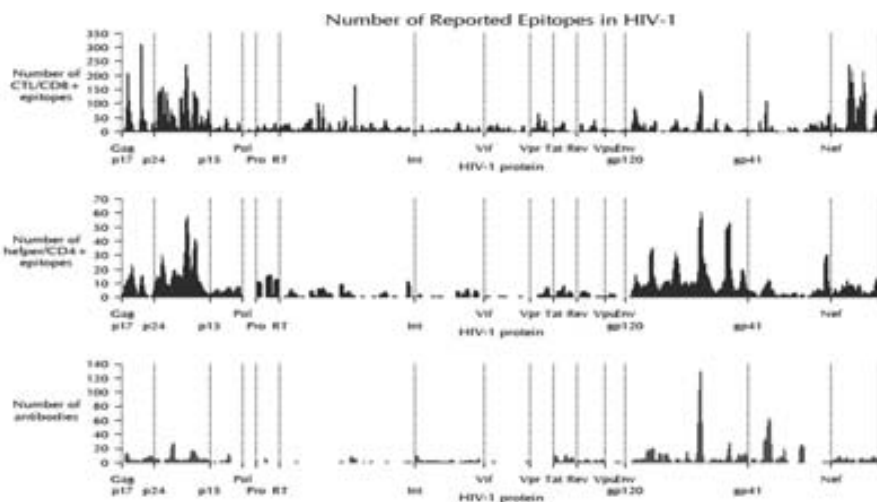 Number of Reported Epitopes in HIV-1
350
300
250
200
150
100
50
0
Number of
CTL/CD8+
epitopes
Gag Pol Vif Vpr Tat Rev Vpu Env Nef
p17 p24 p15 Pro RT Int gp120 gp41
HIV-1 protein
70
60
50
40
30
20
10
0
Number of
helper/CD4+
epitopes
Gag Pol Vif Vpr Tat Rev Vpu Env Nef
p17 p24 p15 Pro RT Int gp120 gp41
HIV-1 protein
140
120
100
80
60
40
20
0
Number of
antibodies
Gag Pol Vif Vpr Tat Rev Vpu Env Nef
p17 p24 p15 Pro RT Int gp120 gp41
HIV-1 protein